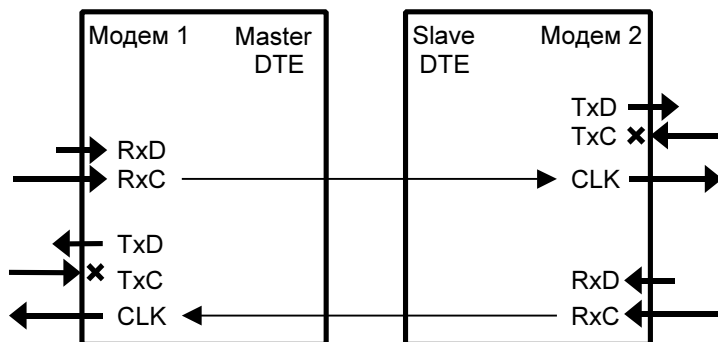 Модем 1 Master DTE
RxD
RxC
TxD
TxC
CLK
Slave DTE Модем 2
TxD
TxC
CLK
RxD
RxC